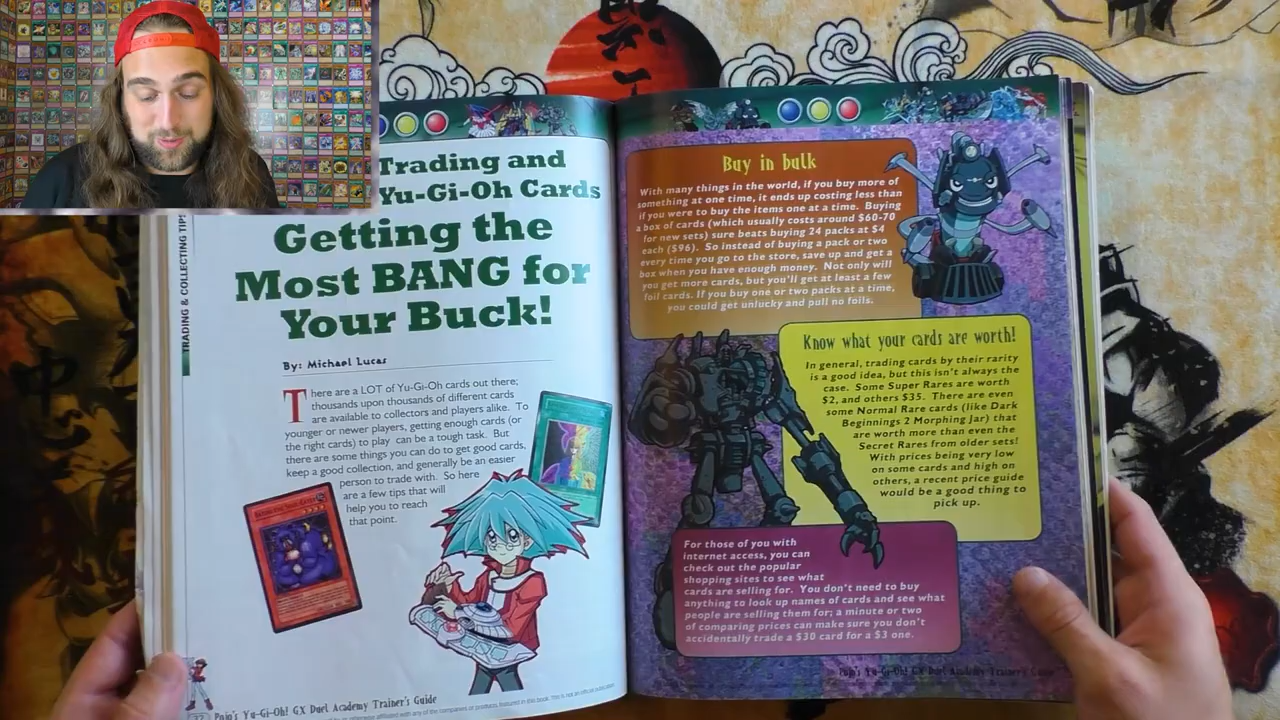 TRADING & COLLECTING TIPS
Trading and
Yu-Gi-Oh Cards
Getting the
Most BANG for
Your Buck!
By: Michael Lucas
There are a LOT of Yu-Gi-Oh cards out there;
thousands upon thousands of different cards
are available to collectors and players alike. To
younger or newer players, getting enough cards (or
the right cards) to play can be a tough task. But
there are some things you can do to get good cards,
keep a good collection, and generally be an easier
person to trade with. So here
are a few tips that will
help you to reach
that point.
Pojo's Yu-Gi-Oh! GX Duel Academy Trainer's Guide
Buy in bulk
With many things in the world, if you buy more of
something at one time, it ends up costing less than
if you were to buy the items one at a time. Buying
a box of cards (which usually costs around $60-70
for new sets) sure beats buying 24 packs at $4
each ($96). So instead of buying a pack or two
every time you go to the store, save up and get a
box when you have enough money. Not only will
you get more cards, but you'll get at least a few
foil cards. If you buy one or two packs at a time,
you could get unlucky and pull no foils.
Know what your cards are worth!
In general, trading cards by their rarity
is a good idea, but this isn't always the
case. Some Super Rares are worth
$2, and others $35. There are even
some Normal Rare cards (like Dark
Beginnings 2 Morphing Jar) that
are worth more than even the
Secret Rares from older sets!
With prices being very low
on some cards and high on
others, a recent price guide
would be a good thing to
pick up.
For those of you with
internet access, you can
check out the popular
shopping sites to see what
cards are selling for. You don't need to buy
anything to look up names of cards and see what
people are selling them for; a minute or two
of comparing prices can make sure you don't
accidentally trade a $30 card for a $3 one.
Pojo's Yu-Gi-Oh! GX Duel Academy Trainer's Guide